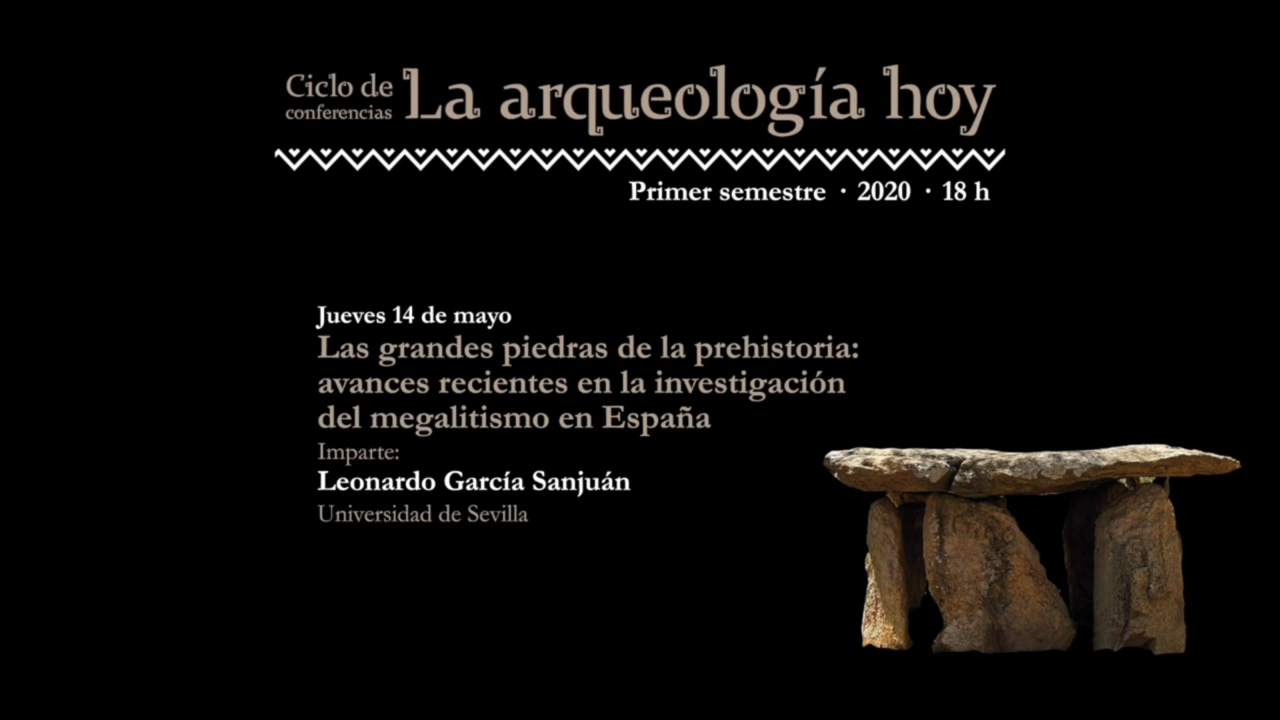 Ciclo de
conferencias
La arqueología hoy
Primer semestre · 2020 · 18 h
Jueves 14 de mayo
Las grandes piedras de la prehistoria:
avances recientes en la investigación
del megalitismo en España
Imparte:
Leonardo García Sanjuán
Universidad de Sevilla